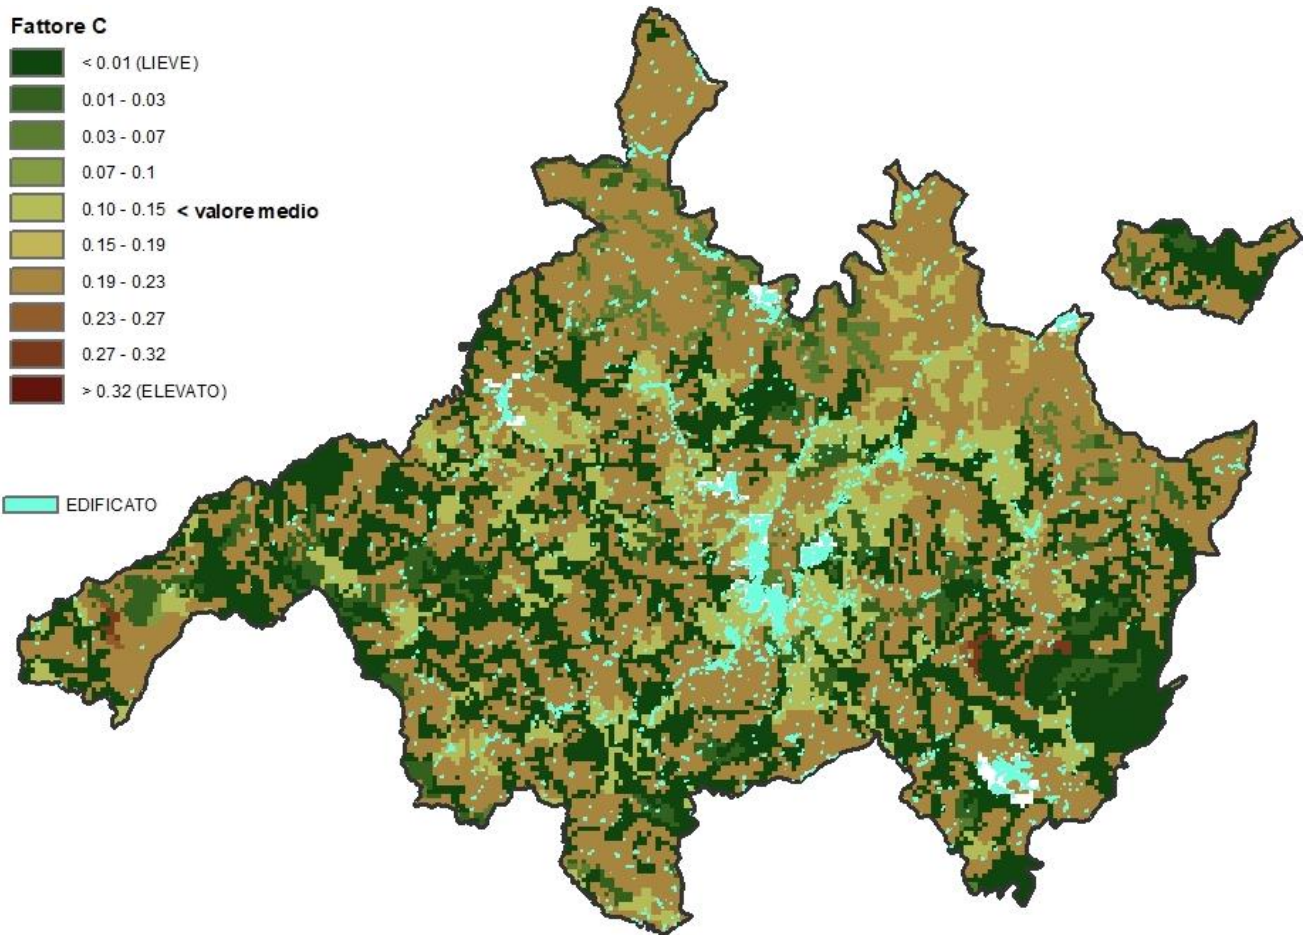 Fattore C
< 0.01 (LIEVE)
0.01 - 0.03
0.03 - 0.07
0.07 - 0.1
0.10 - 0.15 < valore medio
0.15 - 0.19
0.19 - 0.23
0.23 - 0.27
0.27 - 0.32
> 0.32 (ELEVATO)
EDIFICATO